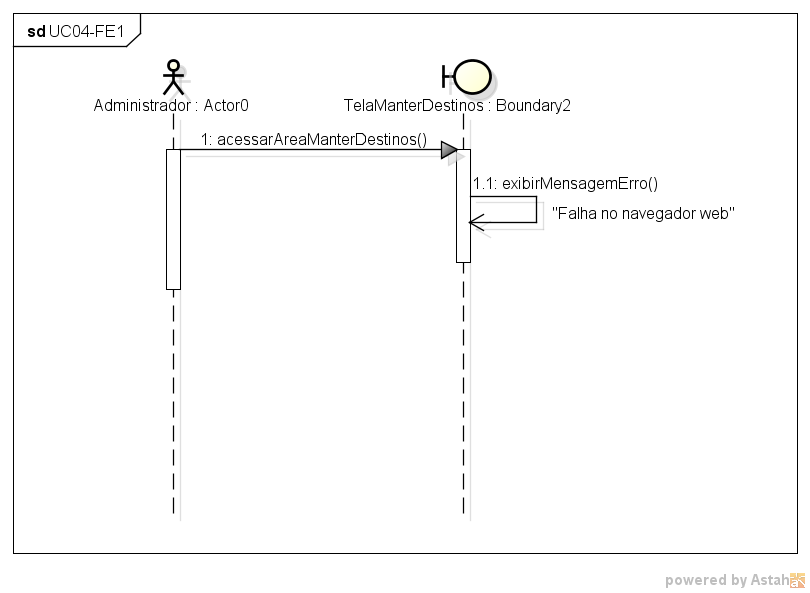 sd UC04-FE1
Administrador : Actor0
TelaManterDestinos : Boundary2
1: acessarAreaManterDestinos()
1.1: exibirMensagemErro()
"Falha no navegador web"
powered by Astah